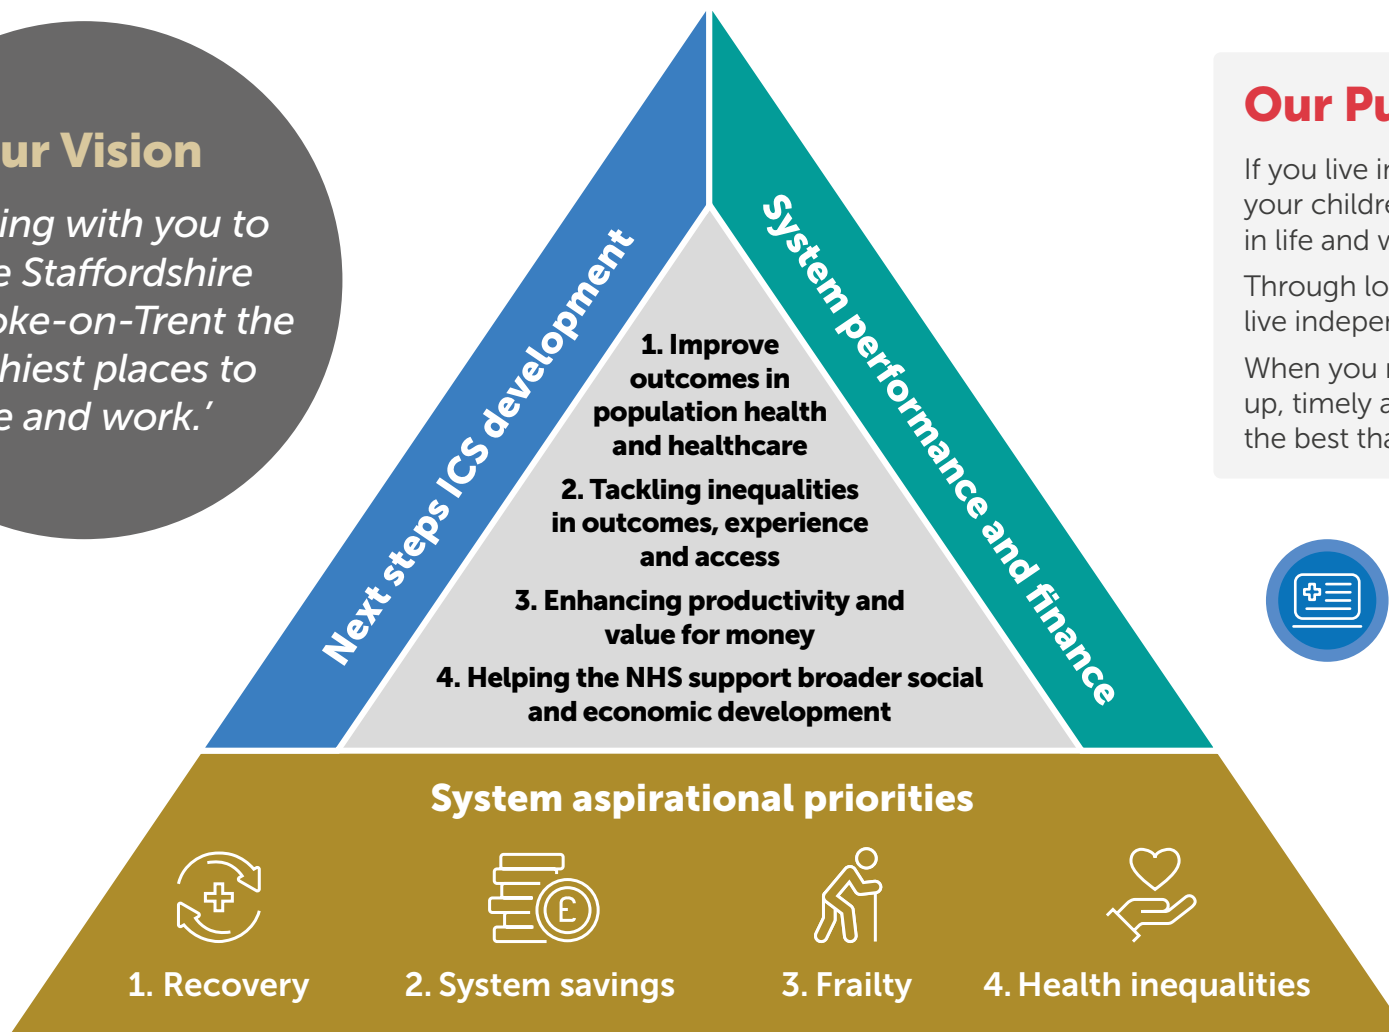 ur Vision
ing with you to
e Staffordshire
oke-on-Trent the
hiest places to
e and work.’
Next steps ICS development
System performance and finance
1. Improve
outcomes in
population health
and healthcare
2. Tackling inequalities
in outcomes, experience
and access
3. Enhancing productivity and
value for money
4. Helping the NHS support broader social
and economic development
System aspirational priorities
£
1. Recovery
2. System savings
3. Frailty
4. Health inequalities
Our Pu
If you live in
your childre
in life and w
Through lo
live indepen
When you n
up, timely a
the best tha